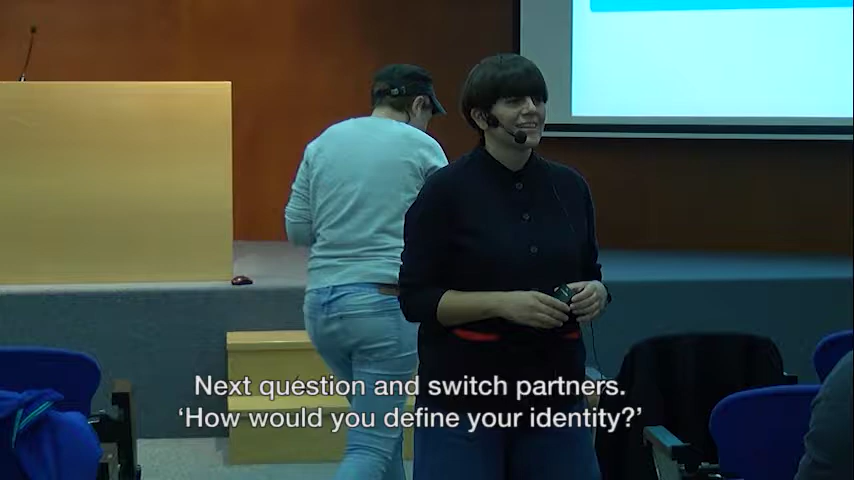 Next question and switch partners.
‘How would you define your identity?’